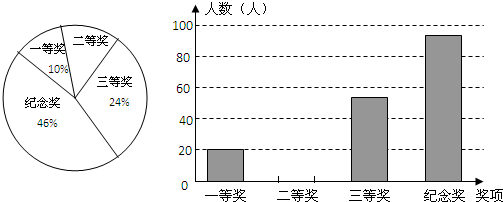 一等奖
10%
二等奖
三等奖
24%
纪念奖
46%
人数（人）
100
80
60
40
20
0
一等奖 二等奖 三等奖 纪念奖 奖项